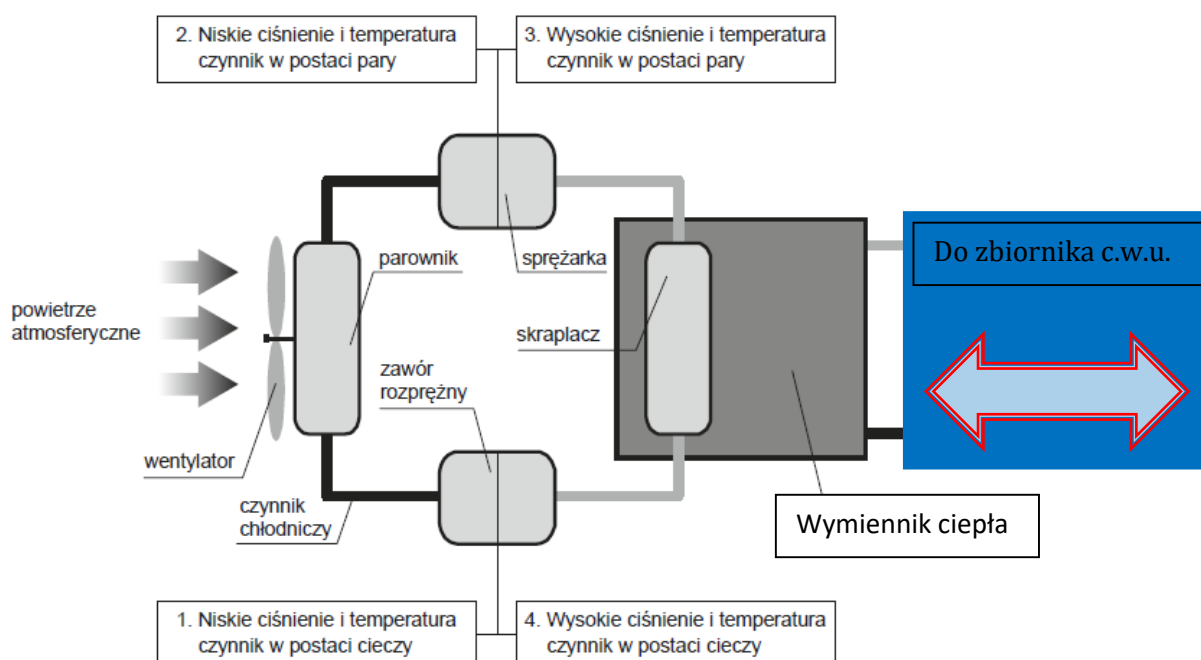 2. Niskie ciśnienie i temperatura
czynnik w postaci pary
3. Wysokie ciśnienie i temperatura
czynnik w postaci pary
parownik
sprężarka
Do zbiornika c.w.u.
powietrze
atmosferyczne
skraplacz
zawór
rozprężny
wentylator
czynnik
chłodniczy
Wymiennik ciepła
1. Niskie ciśnienie i temperatura
czynnik w postaci cieczy
4. Wysokie ciśnienie i temperatura
czynnik w postaci cieczy